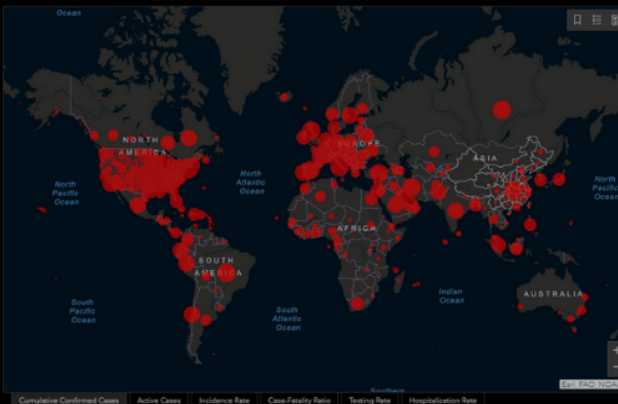 Ocean
NORTH
AMERICA
EUROPE
ASIA
North
Pacific
Ocean
North
Atlantic
Ocean
North
Pacific
Ocean
AFRICA
SOUTH
AMERICA
Indian
Ocean
AUSTRALIA
South
Pacific
Ocean
South
Atlantic
Ocean
Southern
Esri, FAO, NOAA
Cumulative Confirmed Cases Active Cases Incidence Rate Case-Fatality Ratio Testing Rate Hospitalization Rate